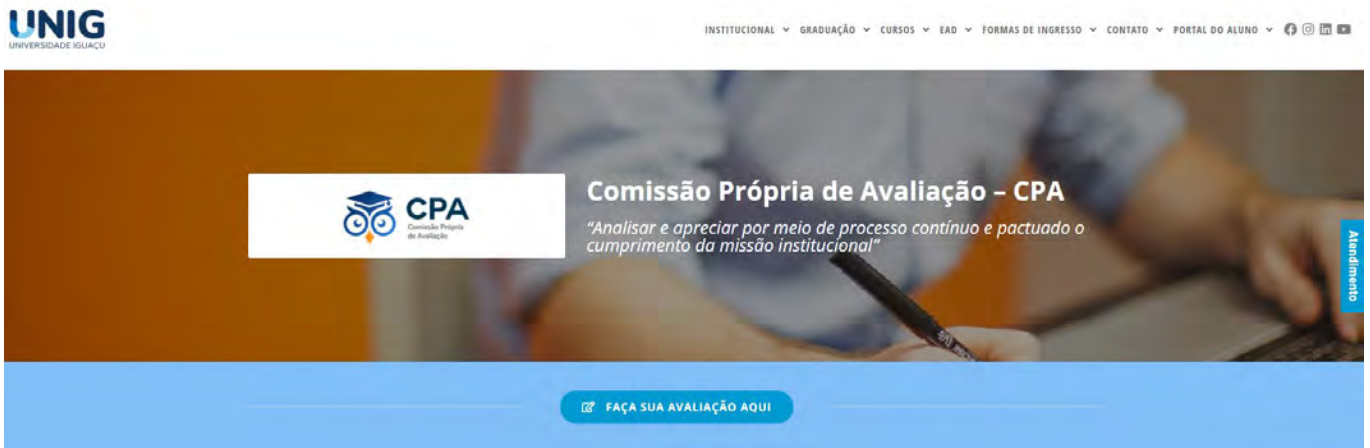 UNIG
UNIVERSIDADE IGUAÇU
INSTITUCIONAL GRADUAÇÃO CURSOS EAD FORMAS DE INGRESSO CONTATO PORTAL DO ALUNO
CPA
Comissão Própria
de Avaliação
Comissão Própria de Avaliação – CPA
“Analisar e apreciar por meio de processo contínuo e pactuado o
cumprimento da missão institucional”
Atendimento
FAÇA SUA AVALIAÇÃO AQUI